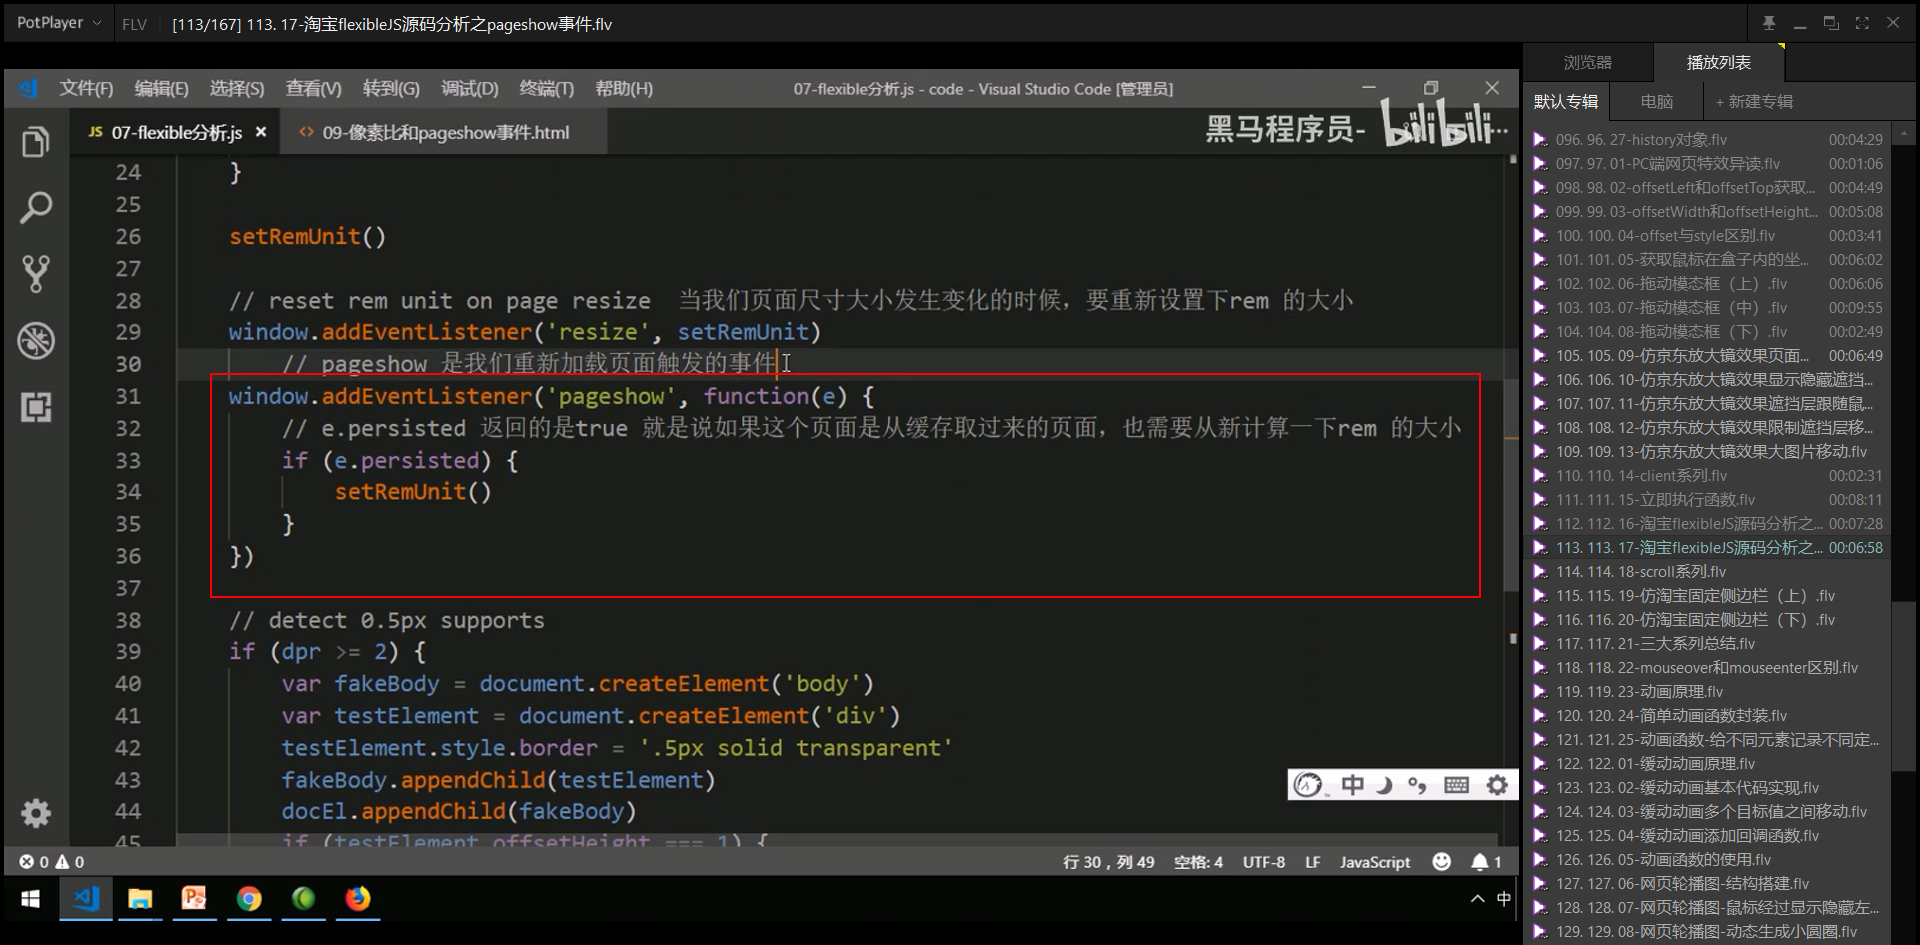 PotPlayer FLV [113/167] 113. 17-淘宝flexibleJS源码分析之pageshow事件.flv
文件(F) 编辑(E) 选择(S) 查看(V) 转到(G) 调试(D) 终端(T) 帮助(H) 07-flexible分析.js - code - Visual Studio Code [管理员]
JS 07-flexible分析.js × <> 09-像素比和pageshow事件.html
黑马程序员- bilibili ...
24 }
25
26 setRemUnit()
27
28 // reset rem unit on page resize 当我们页面尺寸大小发生变化的时候，要重新设置下rem 的大小
29 window.addEventListener('resize', setRemUnit)
30 // pageshow 是我们重新加载页面触发的事件
31 window.addEventListener('pageshow', function(e) {
32 // e.persisted 返回的是true 就是说如果这个页面是从缓存取过来的页面，也需要从新计算一下rem 的大小
33 if (e.persisted) {
34 setRemUnit()
35 }
36 })
37
38 // detect 0.5px supports
39 if (dpr >= 2) {
40 var fakeBody = document.createElement('body')
41 var testElement = document.createElement('div')
42 testElement.style.border = '.5px solid transparent'
43 fakeBody.appendChild(testElement)
44 docEl.appendChild(fakeBody)
45 if (testElement.offsetHeight === 1) {
中
0 0 行 30，列 49 空格: 4 UTF-8 LF JavaScript 1
中
浏览器 播放列表
默认专辑 电脑 + 新建专辑
096. 96. 27-history对象.flv 00:04:29
097. 97. 01-PC端网页特效异读.flv 00:01:06
098. 98. 02-offsetLeft和offsetTop获取... 00:04:49
099. 99. 03-offsetWidth和offsetHeight... 00:05:08
100. 100. 04-offset与style区别.flv 00:03:41
101. 101. 05-获取鼠标在盒子内的坐... 00:06:02
102. 102. 06-拖动模态框（上）.flv 00:06:06
103. 103. 07-拖动模态框（中）.flv 00:09:55
104. 104. 08-拖动模态框（下）.flv 00:02:49
105. 105. 09-仿京东放大镜效果页面... 00:06:49
106. 106. 10-仿京东放大镜效果显示隐藏遮挡...
107. 107. 11-仿京东放大镜效果遮挡层跟随鼠...
108. 108. 12-仿京东放大镜效果限制遮挡层移...
109. 109. 13-仿京东放大镜效果大图片移动.flv
110. 110. 14-client系列.flv 00:02:31
111. 111. 15-立即执行函数.flv 00:08:11
112. 112. 16-淘宝flexibleJS源码分析之... 00:07:28
113. 113. 17-淘宝flexibleJS源码分析之... 00:06:58
114. 114. 18-scroll系列.flv
115. 115. 19-仿淘宝固定侧边栏（上）.flv
116. 116. 20-仿淘宝固定侧边栏（下）.flv
117. 117. 21-三大系列总结.flv
118. 118. 22-mouseover和mouseenter区别.flv
119. 119. 23-动画原理.flv
120. 120. 24-简单动画函数封装.flv
121. 121. 25-动画函数-给不同元素记录不同定...
122. 122. 01-缓动动画原理.flv
123. 123. 02-缓动动画基本代码实现.flv
124. 124. 03-缓动动画多个目标值之间移动.flv
125. 125. 04-缓动动画添加回调函数.flv
126. 126. 05-动画函数的使用.flv
127. 127. 06-网页轮播图-结构搭建.flv
128. 128. 07-网页轮播图-鼠标经过显示隐藏左...
129. 129. 08-网页轮播图-动态生成小圆圈.flv